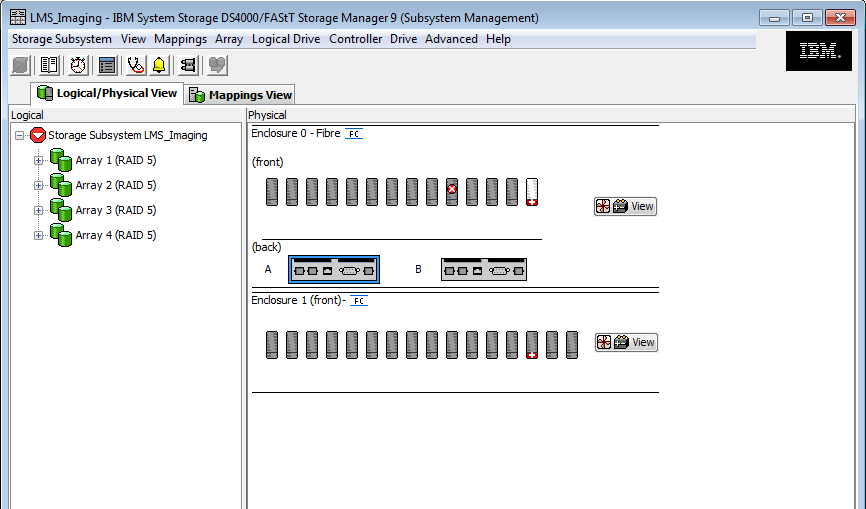 LMS_Imaging - IBM System Storage DS4000/FAStT Storage Manager 9 (Subsystem Management)
Storage Subsystem View Mappings Array Logical Drive Controller Drive Advanced Help
IBM.
Logical/Physical View Mappings View
Logical
Storage Subsystem LMS_Imaging
Array 1 (RAID 5)
Array 2 (RAID 5)
Array 3 (RAID 5)
Array 4 (RAID 5)
Physical
Enclosure 0 - Fibre FC
(front)
View
(back)
A B
Enclosure 1 (front)- FC
View